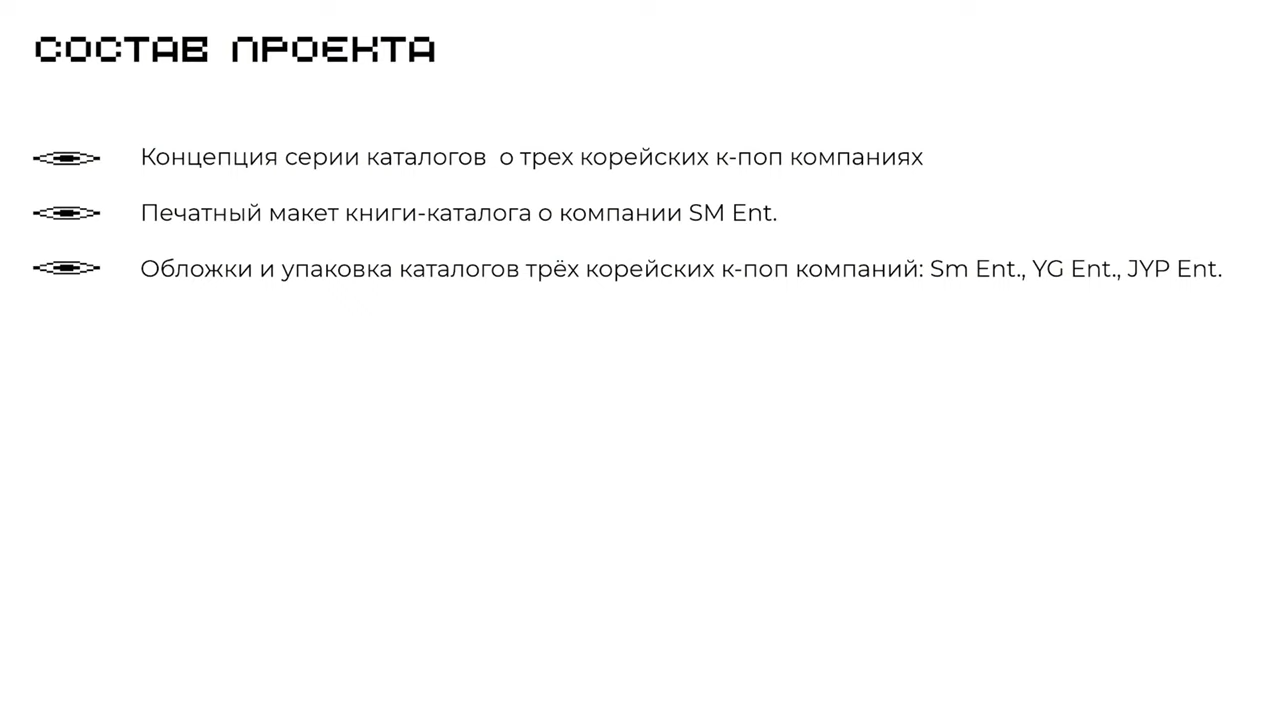 СОСТАВ ПРОЕКТА
Концепция серии каталогов  о трех корейских к-поп компаниях
Печатный макет книги-каталога о компании SM Ent.
Обложки и упаковка каталогов трёх корейских к-поп компаний: Sm Ent., YG Ent., JYP Ent.